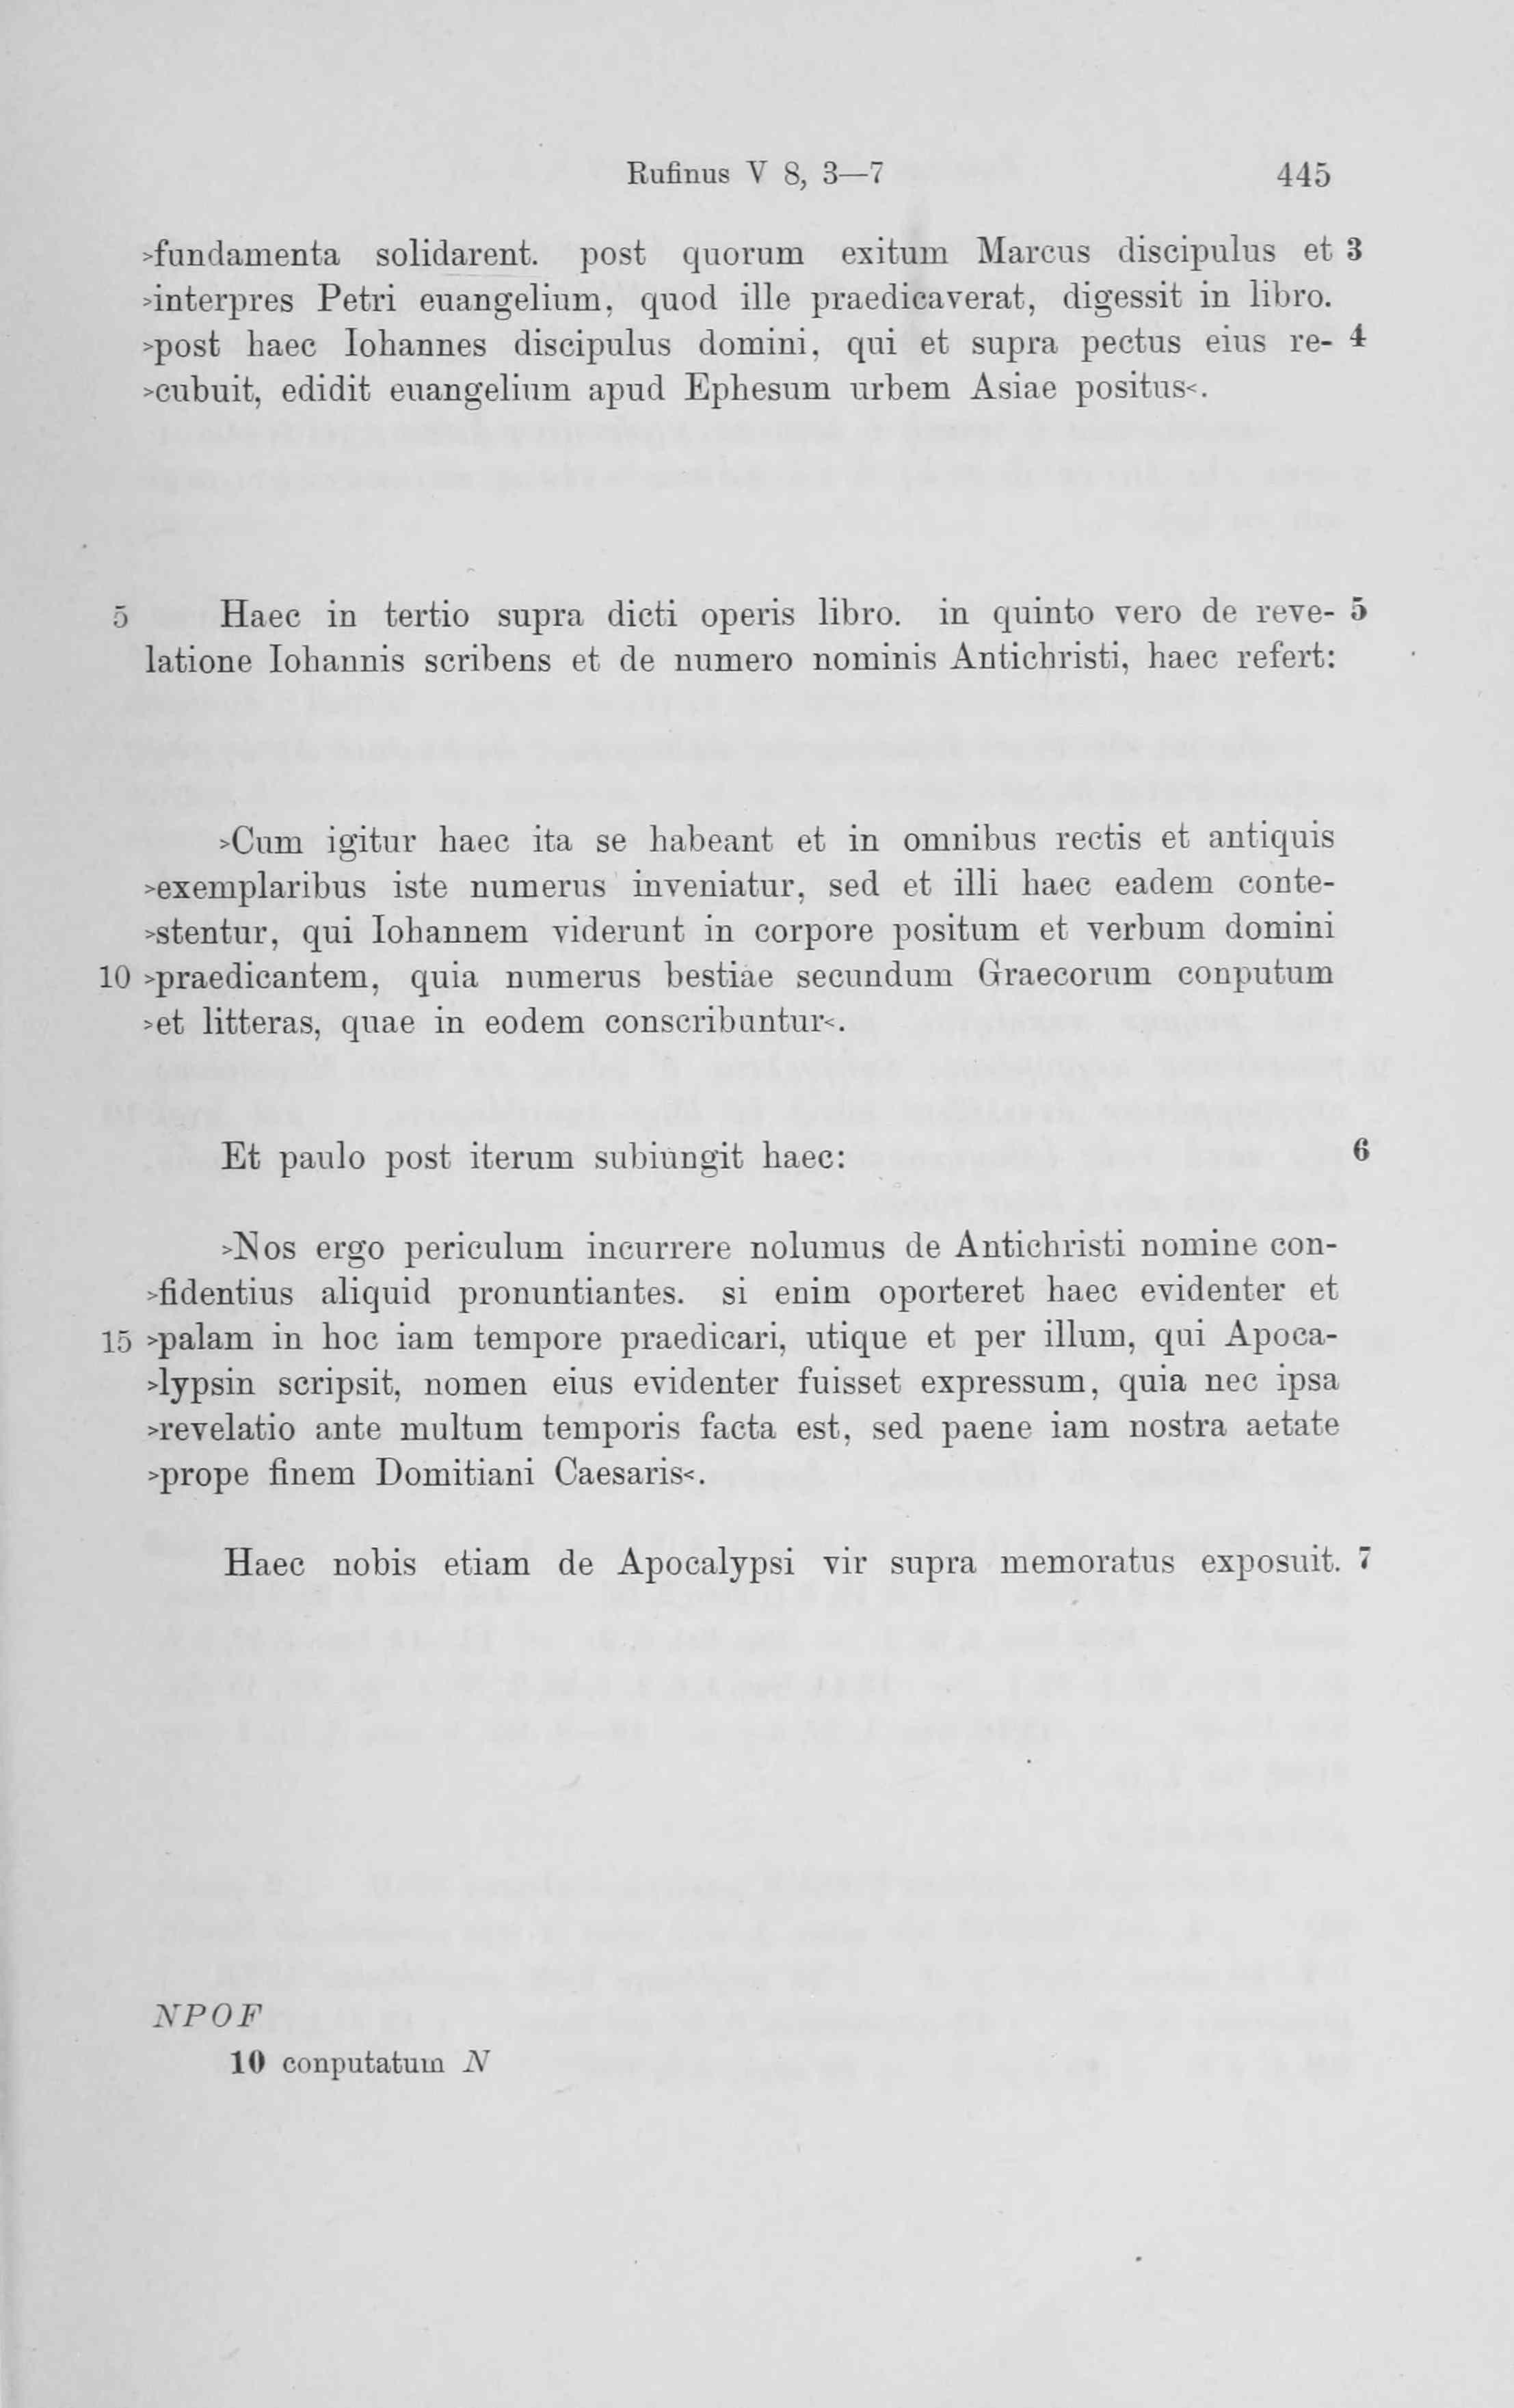 Rufinus V 8, 3—7 445
>fundamenta solidarent. post quorum exitum Marcus discipulus et 3
>interpres Petri euangelium, quod ille praedicaverat, digessit in libro.
>post haec Iohannes discipulus domini, qui et supra pectus eius re- 4
>cubuit, edidit euangelium apud Ephesum urbem Asiae positus<.
5 Haec in tertio supra dicti operis libro. in quinto vero de reve- 5
latione Iohannis scribens et de numero nominis Antichristi, haec refert:
>Cum igitur haec ita se habeant et in omnibus rectis et antiquis
>exemplaribus iste numerus inveniatur, sed et illi haec eadem conte-
>stentur, qui Iohannem viderunt in corpore positum et verbum domini
10 >praedicantem, quia numerus bestiae secundum Graecorum conputum
>et litteras, quae in eodem conscribuntur<.
Et paulo post iterum subiungit haec: 6
>Nos ergo periculum incurrere nolumus de Antichristi nomine con-
>fidentius aliquid pronuntiantes. si enim oporteret haec evidenter et
15 >palam in hoc iam tempore praedicari, utique et per illum, qui Apoca-
>lypsin scripsit, nomen eius evidenter fuisset expressum, quia nec ipsa
>revelatio ante multum temporis facta est, sed paene iam nostra aetate
>prope finem Domitiani Caesaris<.
Haec nobis etiam de Apocalypsi vir supra memoratus exposuit. 7
NPOF
10 conputatum N